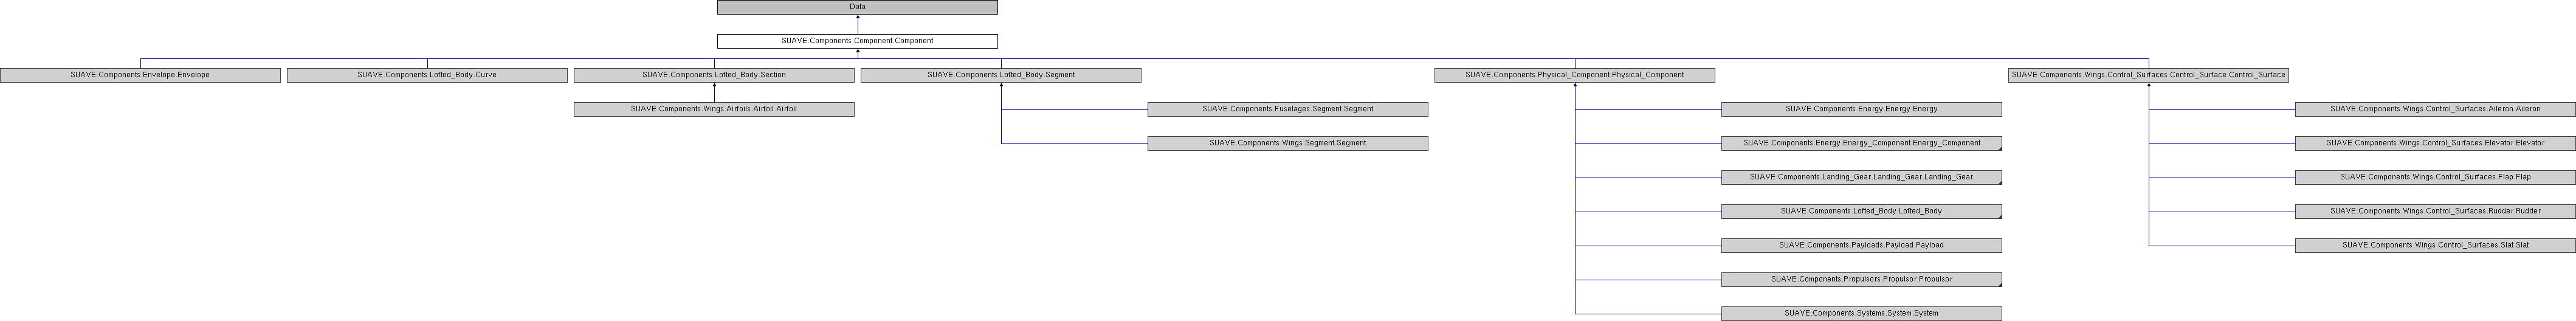 Data
SUAVE.Components.Component.Component
SUAVE.Components.Envelope.Envelope
SUAVE.Components.Lofted_Body.Curve
SUAVE.Components.Lofted_Body.Section
SUAVE.Components.Lofted_Body.Segment
SUAVE.Components.Physical_Component.Physical_Component
SUAVE.Components.Wings.Control_Surfaces.Control_Surface.Control_Surface
SUAVE.Components.Wings.Airfoils.Airfoil.Airfoil
SUAVE.Components.Fuselages.Segment.Segment
SUAVE.Components.Energy.Energy.Energy
SUAVE.Components.Wings.Control_Surfaces.Aileron.Aileron
SUAVE.Components.Wings.Segment.Segment
SUAVE.Components.Energy.Energy_Component.Energy_Component
SUAVE.Components.Wings.Control_Surfaces.Elevator.Elevator
SUAVE.Components.Landing_Gear.Landing_Gear.Landing_Gear
SUAVE.Components.Wings.Control_Surfaces.Flap.Flap
SUAVE.Components.Lofted_Body.Lofted_Body
SUAVE.Components.Wings.Control_Surfaces.Rudder.Rudder
SUAVE.Components.Payloads.Payload.Payload
SUAVE.Components.Wings.Control_Surfaces.Slat.Slat
SUAVE.Components.Propulsors.Propulsor.Propulsor
SUAVE.Components.Systems.System.System